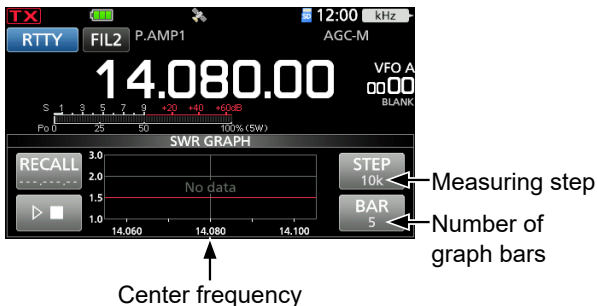 TX 12:00 kHz
RTTY FIL2 P.AMP1 AGC-M
14.080.00 VFO A
0000
BLANK
S 1 3 5 7 9 +20 +40 +60dB
Po 0 25 50 100% (5W)
SWR GRAPH
RECALL
--.---.--
3.0
2.0
1.5
1.0
No data
14.060 14.080 14.100
STEP
10k
BAR
5
Measuring step
Number of
graph bars
Center frequency